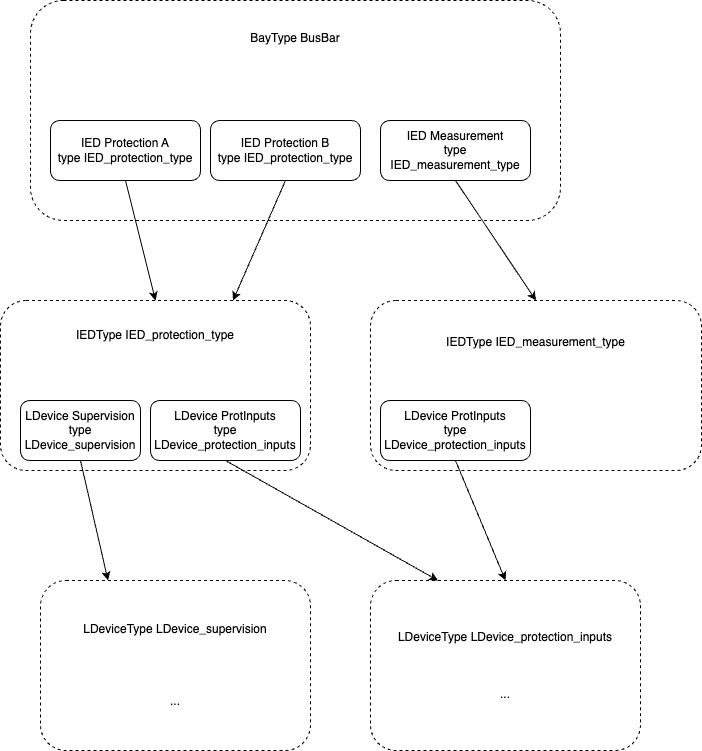 BayType BusBar
IED Protection A
type IED_protection_type
IED Protection B
type IED_protection_type
IED Measurement
type
IED_measurement_type
IEDType IED_protection_type
IEDType IED_measurement_type
LDevice Supervision
type
LDevice_supervision
LDevice ProtInputs
type
LDevice_protection_inputs
LDevice ProtInputs
type
LDevice_protection_inputs
LDeviceType LDevice_supervision
...
LDeviceType LDevice_protection_inputs
...